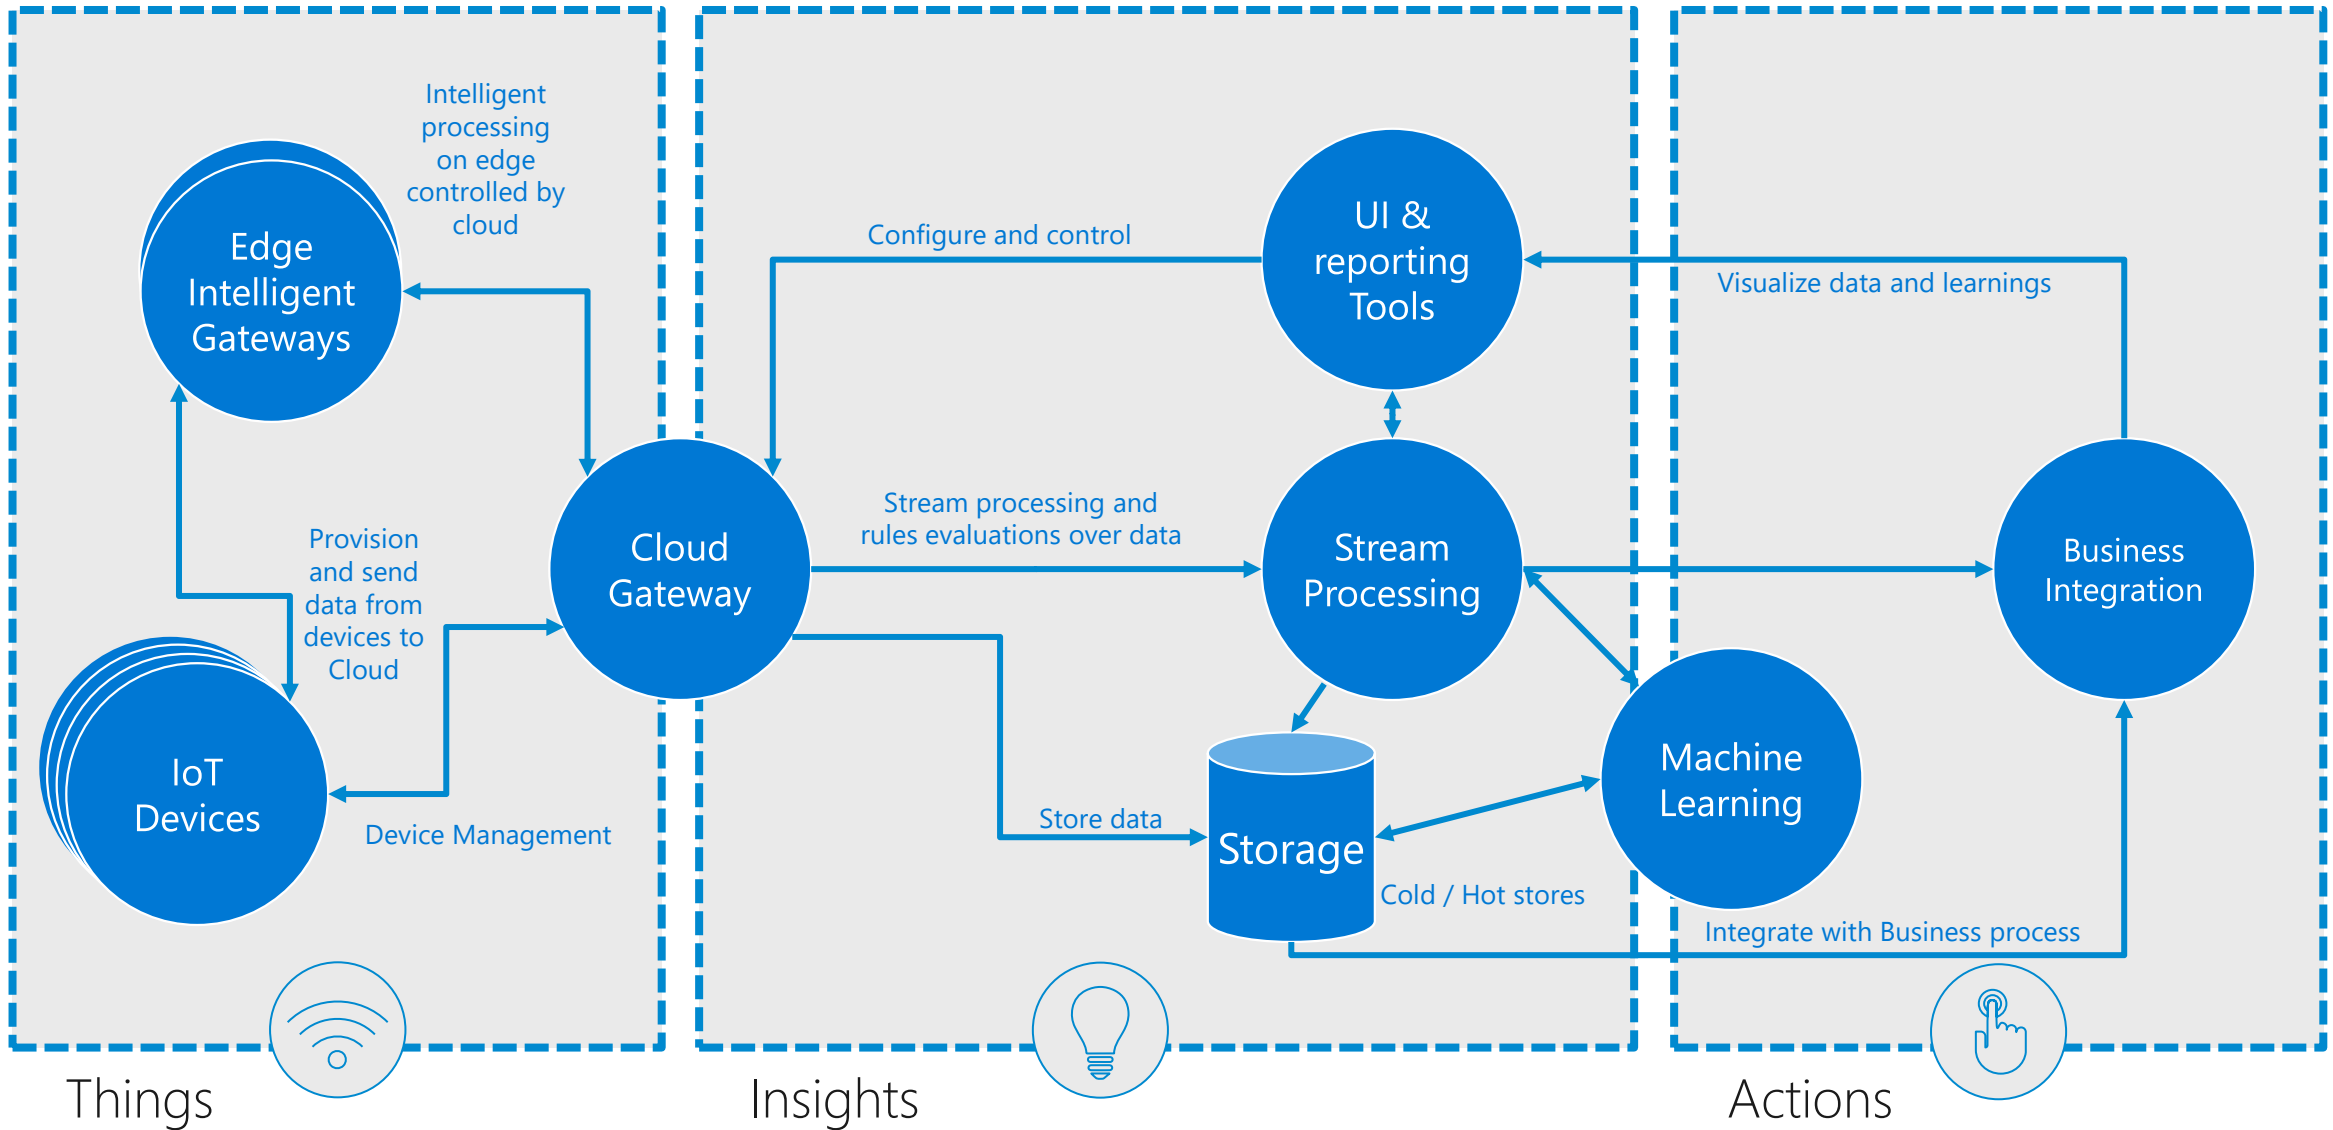 Intelligent
processing
on edge
controlled by
cloud
Edge
Intelligent
Gateways
Provision
and send
data from
devices to
Cloud
IoT
Devices
Device Management
Cloud
Gateway
Configure and control
Stream processing and
rules evaluations over data
Store data
UI &
reporting
Tools
Stream
Processing
Storage
Cold / Hot stores
Visualize data and learnings
Business
Integration
Machine
Learning
Integrate with Business process
Things
Insights
Actions